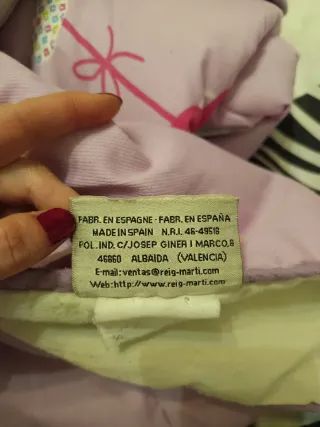 FABR. EN ESPAGNE - FABR. EN ESPAÑA
MADE IN SPAIN N.R.I. 46-49518
POL. IND. C/JOSEP GINER I MARCO, 8
46860 ALBAIDA (VALENCIA)
E-mail: ventas@reig-marti.com
Web: http://www.reig-marti.com